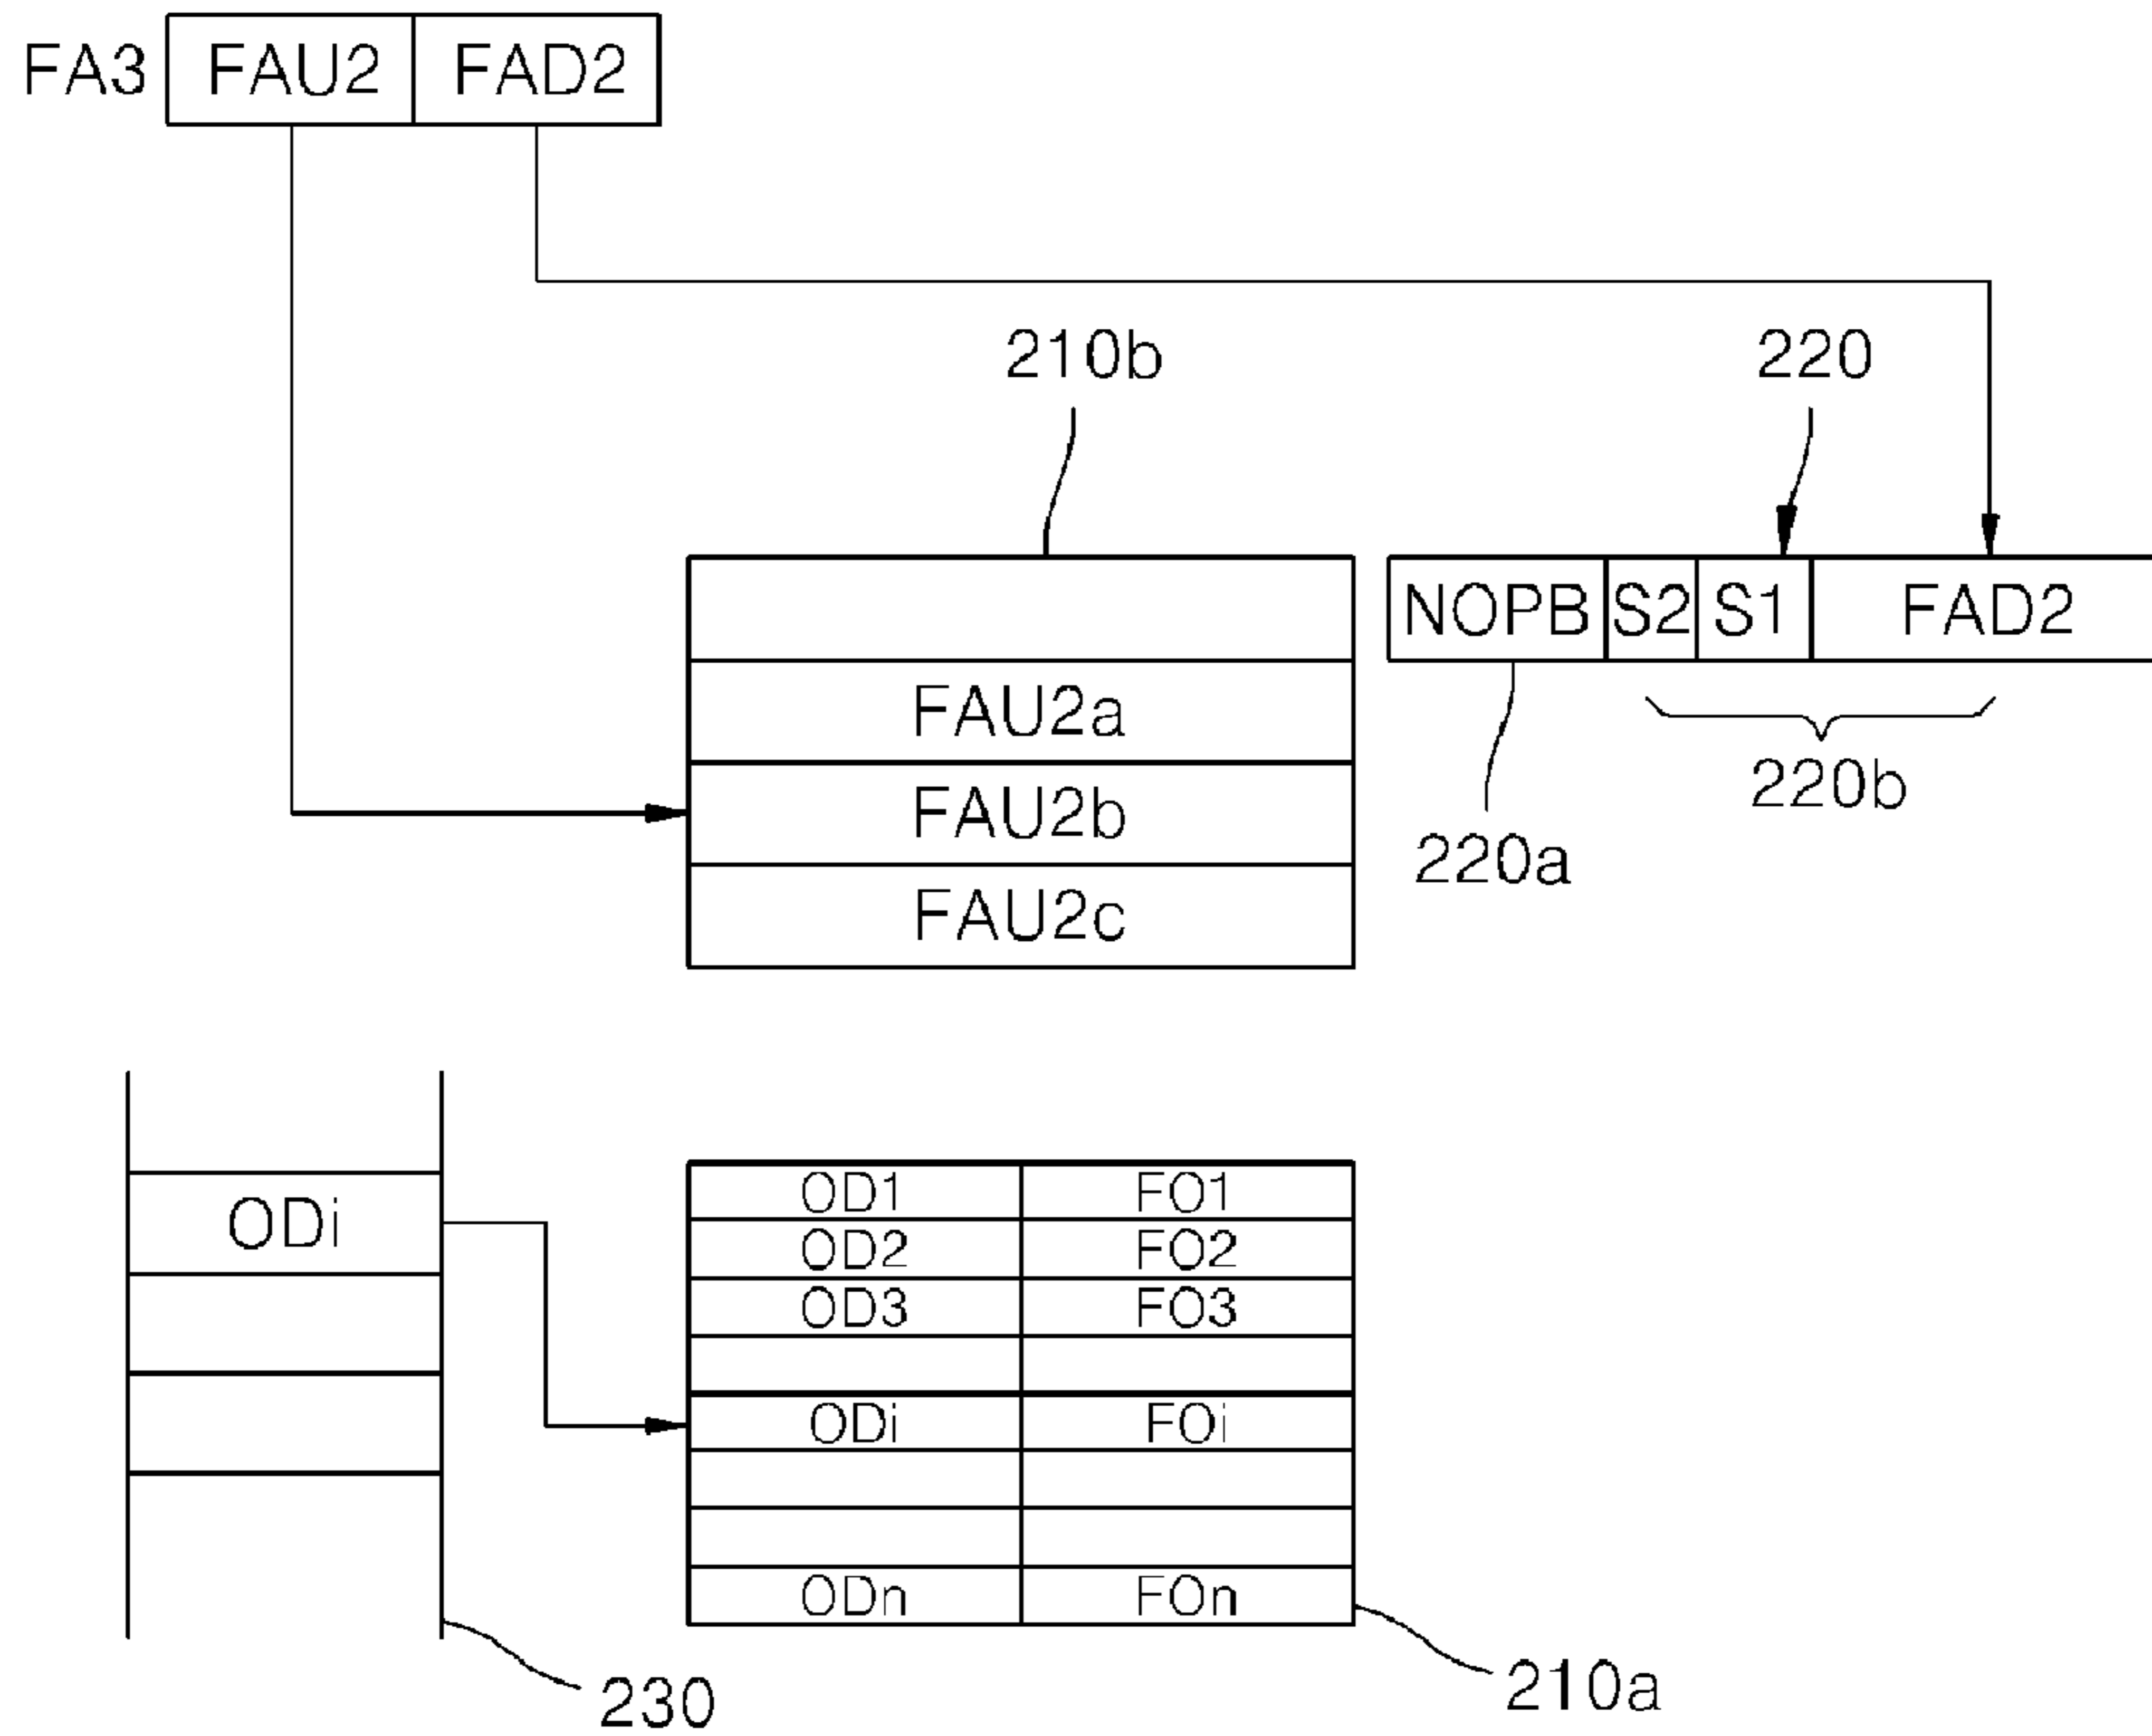 FA3 FAU2 FAD2
210b 220
NOPB S2 S1 FAD2
FAU2a
FAU2b
FAU2c
220b
220a
ODi
OD1 FO1
OD2 FO2
OD3 FO3
ODi FOi
ODn FOn
230
210a